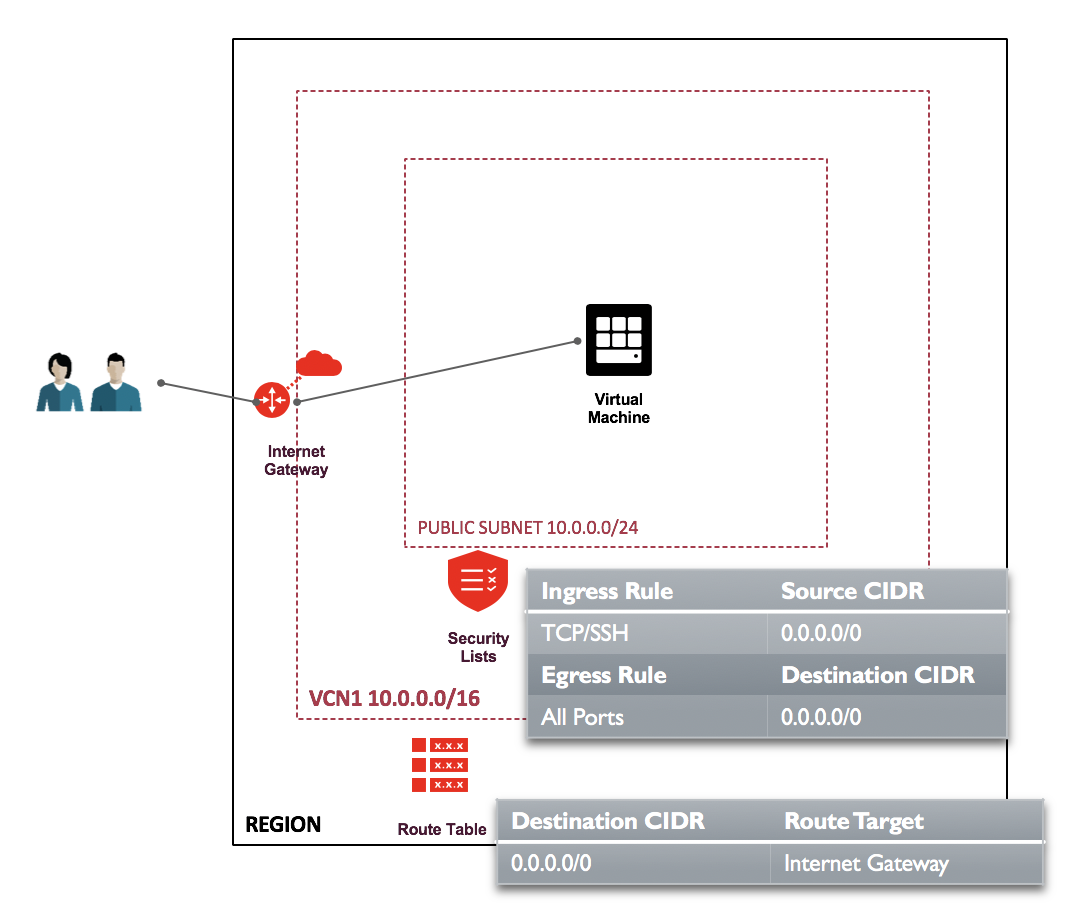 Virtual
Machine
Internet
Gateway
PUBLIC SUBNET 10.0.0.0/24
Security
Lists
Ingress Rule Source CIDR
TCP/SSH 0.0.0.0/0
Egress Rule Destination CIDR
All Ports 0.0.0.0/0
VCN1 10.0.0.0/16
x.x.x
x.x.x
x.x.x
REGION
Route Table
Destination CIDR Route Target
0.0.0.0/0 Internet Gateway